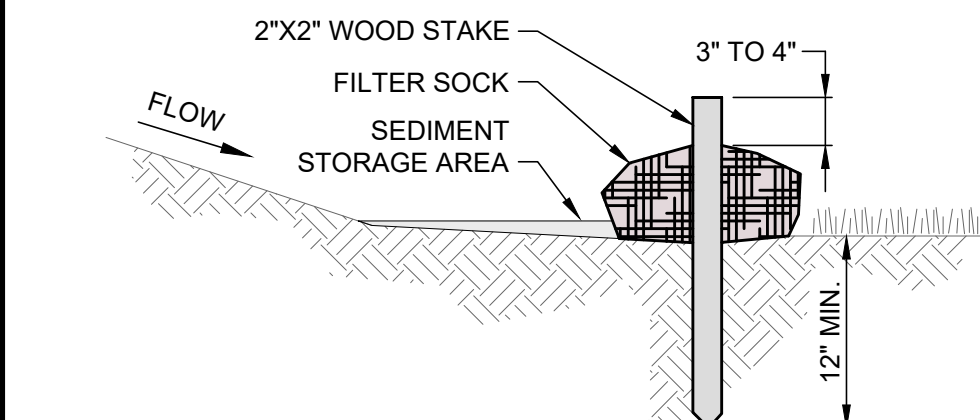 2"X2" WOOD STAKE
3" TO 4"
FILTER SOCK
FLOW
SEDIMENT
STORAGE AREA
12" MIN.